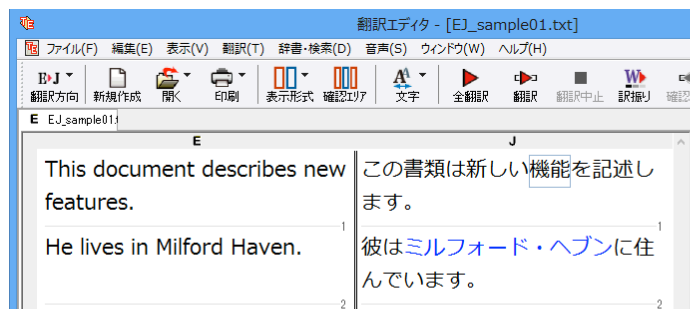 翻訳エディタ - [EJ_sample01.txt]
ファイル(F) 編集(E) 表示(V) 翻訳(T) 辞書・検索(D) 音声(S) ウィンドウ(W) ヘルプ(H)
翻訳方向 新規作成 開く 印刷 表示形式 確認エリア 文字 全翻訳 翻訳 翻訳中止 訳振り 確認
E EJ_sample01.t
E J
This document describes new
features.
1
この書類は新しい機能を記述し
ます。
1
He lives in Milford Haven.
2
彼はミルフォード・ヘブンに住
んでいます。
2